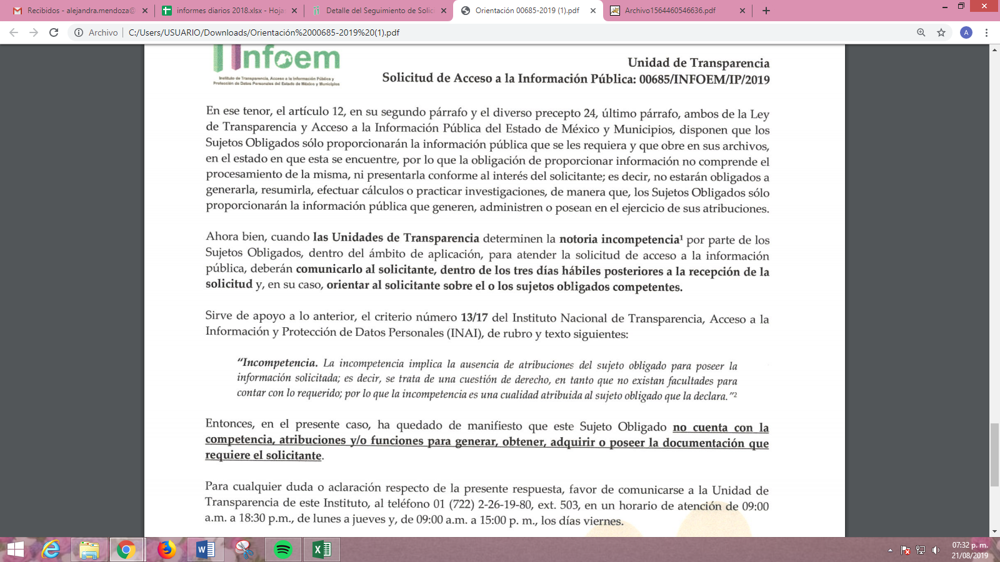 Recibidos - alejandra.mendoza@
informes diarios 2018.xlsx - Hoja
Detalle del Seguimiento de Solic
Orientación 00685-2019 (1).pdf
Archivo1564460546636.pdf
Archivo
C:/Users/USUARIO/Downloads/Orientación%2000685-2019%20(1).pdf
A
Infoem
Instituto de Transparencia, Acceso a la Información Pública y
Protección de Datos Personales del Estado de México y Municipios
Unidad de Transparencia
Solicitud de Acceso a la Información Pública: 00685/INFOEM/IP/2019
En ese tenor, el artículo 12, en su segundo párrafo y el diverso precepto 24, último párrafo, ambos de la Ley
de Transparencia y Acceso a la Información Pública del Estado de México y Municipios, disponen que los
Sujetos Obligados sólo proporcionarán la información pública que se les requiera y que obre en sus archivos,
en el estado en que esta se encuentre, por lo que la obligación de proporcionar información no comprende el
procesamiento de la misma, ni presentarla conforme al interés del solicitante; es decir, no estarán obligados a
generarla, resumirla, efectuar cálculos o practicar investigaciones, de manera que, los Sujetos Obligados sólo
proporcionarán la información pública que generen, administren o posean en el ejercicio de sus atribuciones.
Ahora bien, cuando las Unidades de Transparencia determinen la notoria incompetencia¹ por parte de los
Sujetos Obligados, dentro del ámbito de aplicación, para atender la solicitud de acceso a la información
pública, deberán comunicarlo al solicitante, dentro de los tres días hábiles posteriores a la recepción de la
solicitud y, en su caso, orientar al solicitante sobre el o los sujetos obligados competentes.
Sirve de apoyo a lo anterior, el criterio número 13/17 del Instituto Nacional de Transparencia, Acceso a la
Información y Protección de Datos Personales (INAI), de rubro y texto siguientes:
“Incompetencia. La incompetencia implica la ausencia de atribuciones del sujeto obligado para poseer la
información solicitada; es decir, se trata de una cuestión de derecho, en tanto que no existan facultades para
contar con lo requerido; por lo que la incompetencia es una cualidad atribuida al sujeto obligado que la declara.”²
Entonces, en el presente caso, ha quedado de manifiesto que este Sujeto Obligado no cuenta con la
competencia, atribuciones y/o funciones para generar, obtener, adquirir o poseer la documentación que
requiere el solicitante.
Para cualquier duda o aclaración respecto de la presente respuesta, favor de comunicarse a la Unidad de
Transparencia de este Instituto, al teléfono 01 (722) 2-26-19-80, ext. 503, en un horario de atención de 09:00
a.m. a 18:30 p.m., de lunes a jueves y, de 09:00 a.m. a 15:00 p. m., los días viernes.
07:32 p. m.
21/08/2019